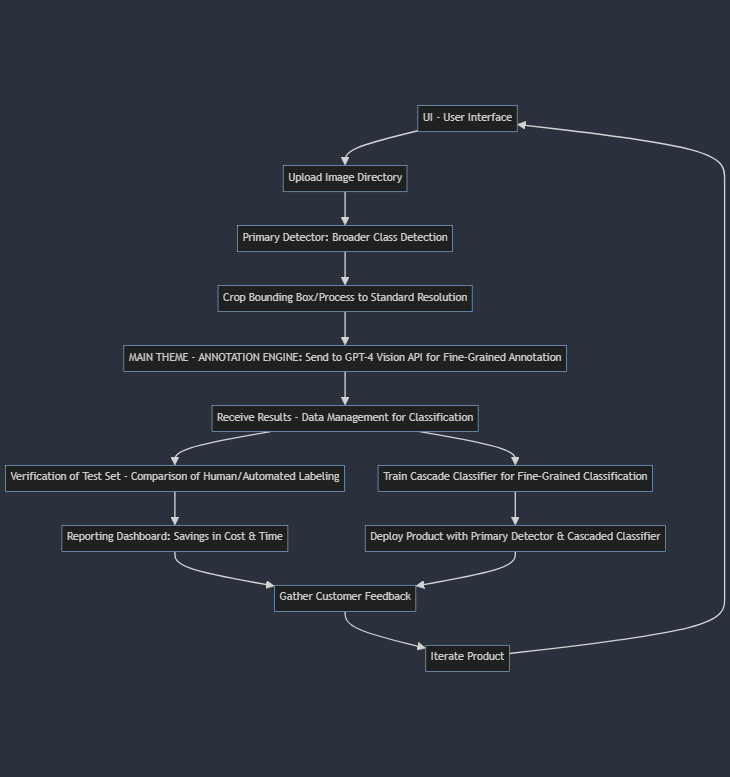 UI - User Interface
Upload Image Directory
Primary Detector: Broader Class Detection
Crop Bounding Box/Process to Standard Resolution
MAIN THEME - ANNOTATION ENGINE: Send to GPT-4 Vision API for Fine-Grained Annotation
Receive Results - Data Management for Classification
Verification of Test Set - Comparison of Human/Automated Labeling
Train Cascade Classifier for Fine-Grained Classification
Reporting Dashboard: Savings in Cost & Time
Deploy Product with Primary Detector & Cascaded Classifier
Gather Customer Feedback
Iterate Product